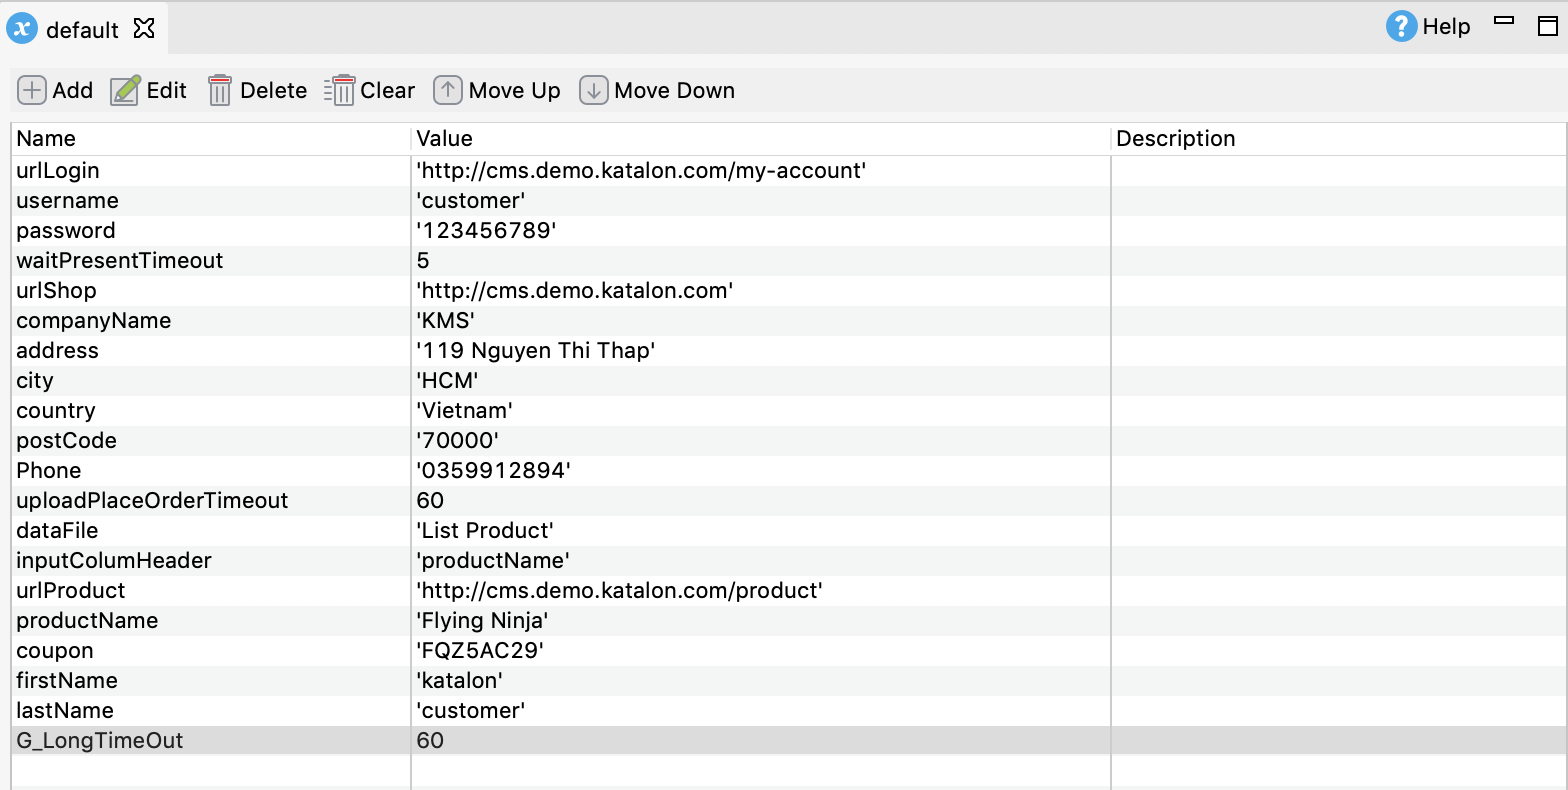 default
Help
Add Edit Delete Clear Move Up Move Down
Name Value Description
urlLogin 'http://cms.demo.katalon.com/my-account'
username 'customer'
password '123456789'
waitPresentTimeout 5
urlShop 'http://cms.demo.katalon.com'
companyName 'KMS'
address '119 Nguyen Thi Thap'
city 'HCM'
country 'Vietnam'
postCode '70000'
Phone '0359912894'
uploadPlaceOrderTimeout 60
dataFile 'List Product'
inputColumHeader 'productName'
urlProduct 'http://cms.demo.katalon.com/product'
productName 'Flying Ninja'
coupon 'FQZ5AC29'
firstName 'katalon'
lastName 'customer'
G_LongTimeOut 60